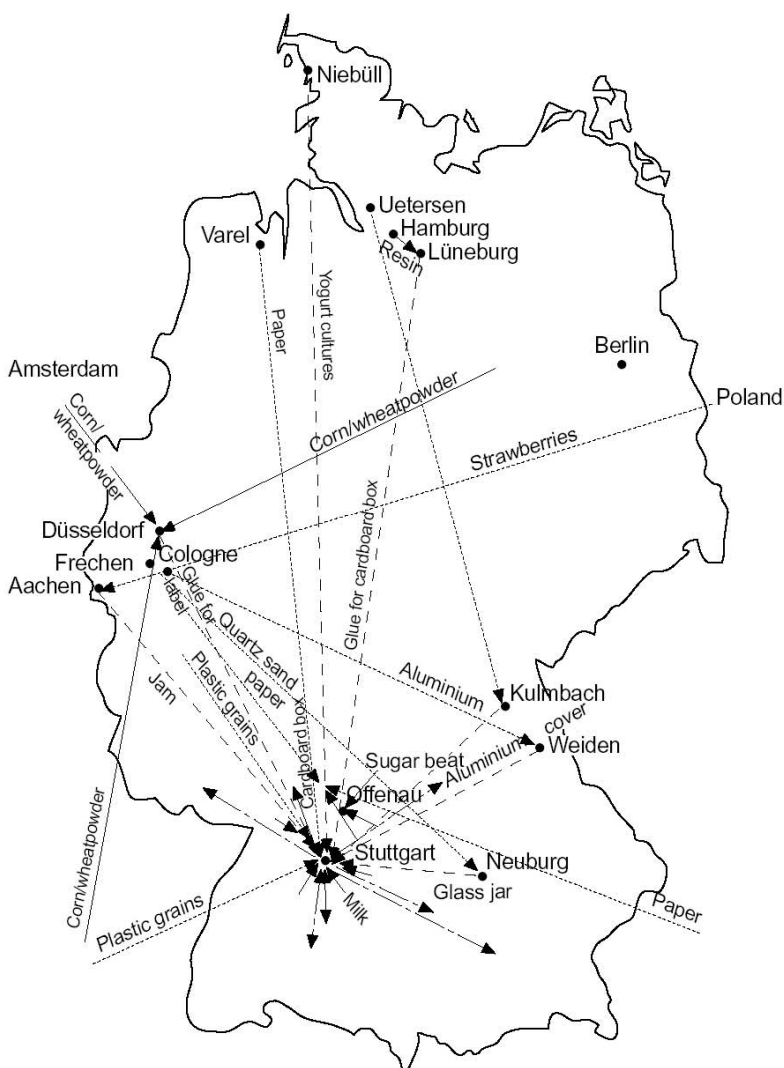 Niebüll
Uetersen
Hamburg
Varel
Resin
Lüneburg
Paper
Yogurt cultures
Berlin
Amsterdam
Corn/
wheatpowder
Corn/wheatpowder
Poland
Strawberries
Glue for cardboard box
Düsseldorf
Frechen
Cologne
Aachen
label
Glue for
paper
Quartz sand
Plastic grains
Jam
Aluminium
Kulmbach
Cardboard box
Aluminium cover
Weiden
Sugar beat
Offenau
Stuttgart
Neuburg
Glass jar
Corn/wheatpowder
Plastic grains
Milk
Paper